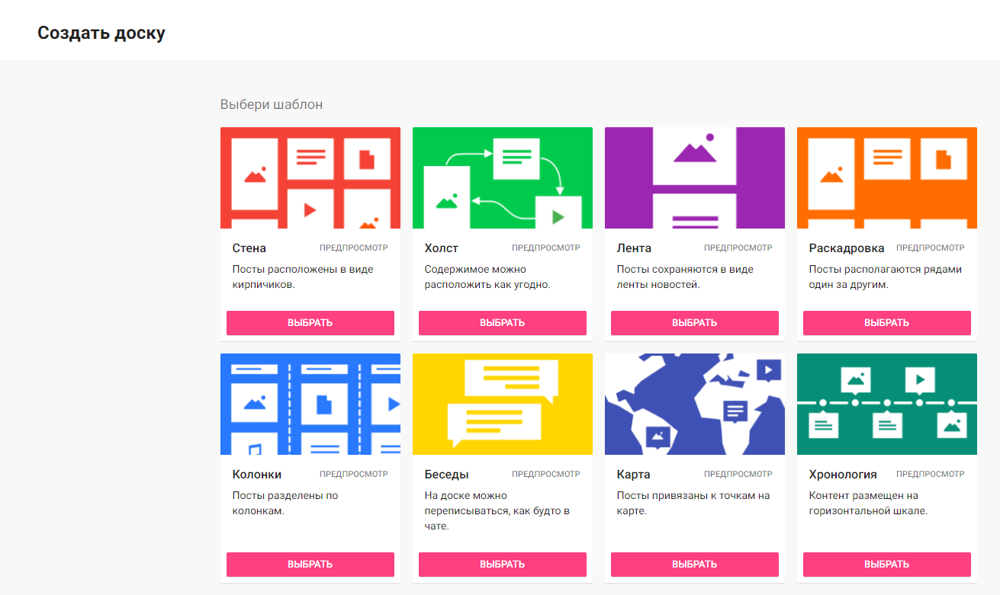 Создать доску
Выбери шаблон
Стена ПРЕДПРОСМОТР
Посты расположены в виде
кирпичиков.
ВЫБРАТЬ
Холст ПРЕДПРОСМОТР
Содержимое можно
расположить как угодно.
ВЫБРАТЬ
Лента ПРЕДПРОСМОТР
Посты сохраняются в виде
ленты новостей.
ВЫБРАТЬ
Раскадровка ПРЕДПРОСМОТР
Посты располагаются рядами
один за другим.
ВЫБРАТЬ
Колонки ПРЕДПРОСМОТР
Посты разделены по
колонкам.
ВЫБРАТЬ
Беседы ПРЕДПРОСМОТР
На доске можно
переписываться, как будто в
чате.
ВЫБРАТЬ
Карта ПРЕДПРОСМОТР
Посты привязаны к точкам на
карте.
ВЫБРАТЬ
Хронология ПРЕДПРОСМОТР
Контент размещен на
горизонтальной шкале.
ВЫБРАТЬ